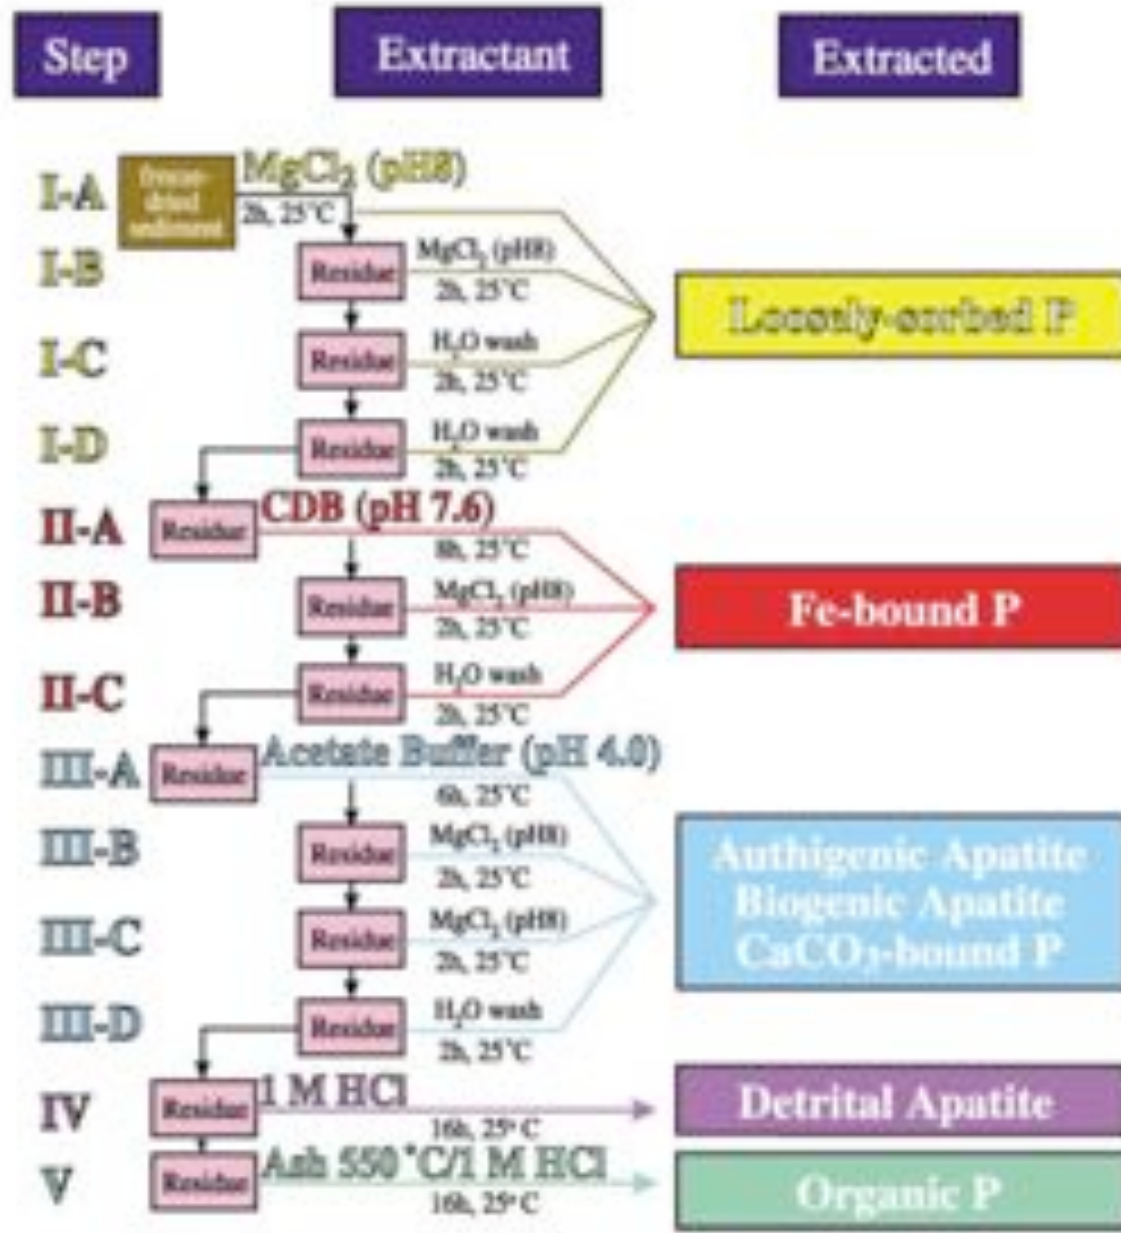 Step Extractant Extracted
I-A freeze- MgCl₂ (pH8)
dried 2h, 25°C
sediment
I-B Residue MgCl₂ (pH8)
2h, 25°C
Loosely-sorbed P
I-C Residue H₂O wash
2h, 25°C
I-D Residue H₂O wash
2h, 25°C
II-A Residue CDB (pH 7.6)
8h, 25°C
II-B Residue MgCl₂ (pH8)
2h, 25°C
Fe-bound P
II-C Residue H₂O wash
2h, 25°C
III-A Residue Acetate Buffer (pH 4.0)
6h, 25°C
III-B Residue MgCl₂ (pH8)
2h, 25°C
Authigenic Apatite
Biogenic Apatite
CaCO₃-bound P
III-C Residue MgCl₂ (pH8)
2h, 25°C
III-D Residue H₂O wash
2h, 25°C
IV Residue 1 M HCl Detrital Apatite
16h, 25° C
V Residue Ash 550°C/1 M HCl Organic P
16h, 25° C